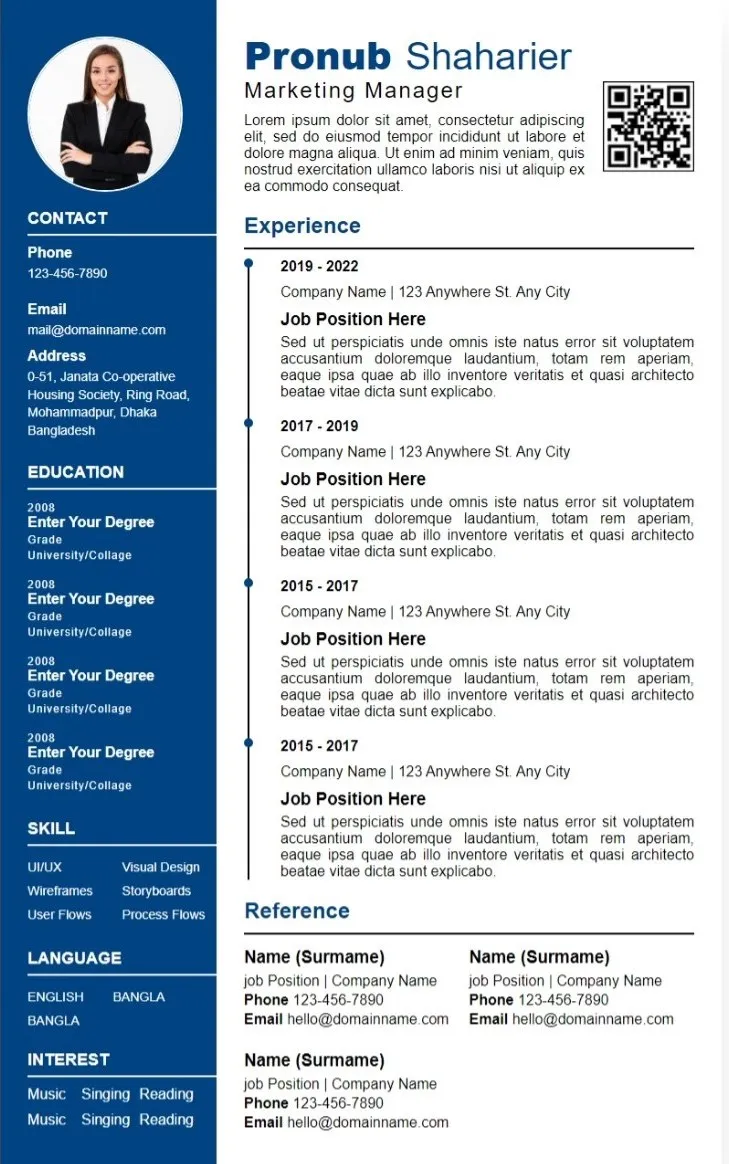 CONTACT
Phone
123-456-7890
Email
mail@domainname.com
Address
0-51, Janata Co-operative
Housing Society, Ring Road,
Mohammadpur, Dhaka
Bangladesh
EDUCATION
2008
Enter Your Degree
Grade
University/Collage
2008
Enter Your Degree
Grade
University/Collage
2008
Enter Your Degree
Grade
University/Collage
2008
Enter Your Degree
Grade
University/Collage
SKILL
UI/UX Visual Design
Wireframes Storyboards
User Flows Process Flows
LANGUAGE
ENGLISH BANGLA
BANGLA
INTEREST
Music Singing Reading
Music Singing Reading
Pronub Shaharier
Marketing Manager
Lorem ipsum dolor sit amet, consectetur adipiscing
elit, sed do eiusmod tempor incididunt ut labore et
dolore magna aliqua. Ut enim ad minim veniam, quis
nostrud exercitation ullamco laboris nisi ut aliquip ex
ea commodo consequat.
Experience
2019 - 2022
Company Name | 123 Anywhere St. Any City
Job Position Here
Sed ut perspiciatis unde omnis iste natus error sit voluptatem
accusantium doloremque laudantium, totam rem aperiam,
eaque ipsa quae ab illo inventore veritatis et quasi architecto
beatae vitae dicta sunt explicabo.
2017 - 2019
Company Name | 123 Anywhere St. Any City
Job Position Here
Sed ut perspiciatis unde omnis iste natus error sit voluptatem
accusantium doloremque laudantium, totam rem aperiam,
eaque ipsa quae ab illo inventore veritatis et quasi architecto
beatae vitae dicta sunt explicabo.
2015 - 2017
Company Name | 123 Anywhere St. Any City
Job Position Here
Sed ut perspiciatis unde omnis iste natus error sit voluptatem
accusantium doloremque laudantium, totam rem aperiam,
eaque ipsa quae ab illo inventore veritatis et quasi architecto
beatae vitae dicta sunt explicabo.
2015 - 2017
Company Name | 123 Anywhere St. Any City
Job Position Here
Sed ut perspiciatis unde omnis iste natus error sit voluptatem
accusantium doloremque laudantium, totam rem aperiam,
eaque ipsa quae ab illo inventore veritatis et quasi architecto
beatae vitae dicta sunt explicabo.
Reference
Name (Surname)
job Position | Company Name
Phone 123-456-7890
Email hello@domainname.com
Name (Surname)
job Position | Company Name
Phone 123-456-7890
Email hello@domainname.com
Name (Surname)
job Position | Company Name
Phone 123-456-7890
Email hello@domainname.com